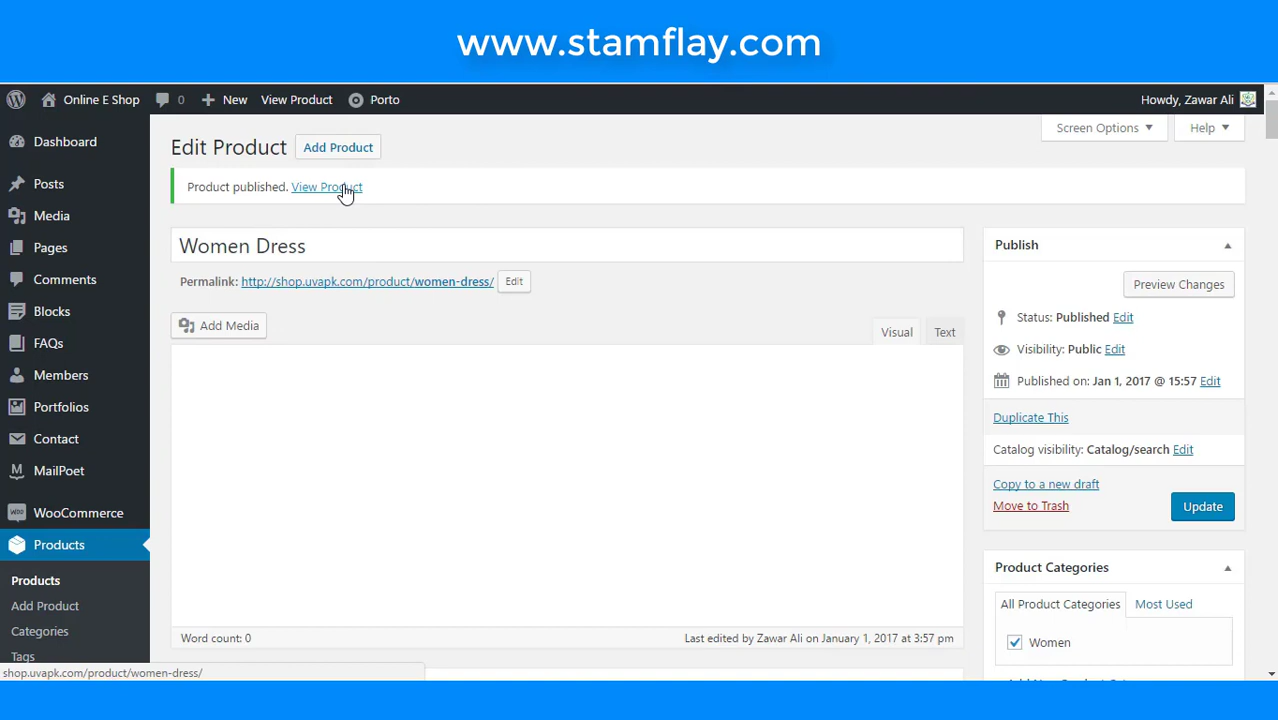 www.stamflay.com
Online E Shop 0 New View Product Porto Howdy, Zawar Ali
Screen Options Help
Edit Product Add Product
Product published. View Product
Women Dress
Permalink: http://shop.uvapk.com/product/women-dress/ Edit
Add Media
Visual Text
Word count: 0 Last edited by Zawar Ali on January 1, 2017 at 3:57 pm
Dashboard
Posts
Media
Pages
Comments
Blocks
FAQs
Members
Portfolios
Contact
MailPoet
WooCommerce
Products
Products
Add Product
Categories
Tags
Publish
Preview Changes
Status: Published Edit
Visibility: Public Edit
Published on: Jan 1, 2017 @ 15:57 Edit
Duplicate This
Catalog visibility: Catalog/search Edit
Copy to a new draft
Move to Trash
Update
Product Categories
All Product Categories Most Used
Women
shop.uvapk.com/product/women-dress/